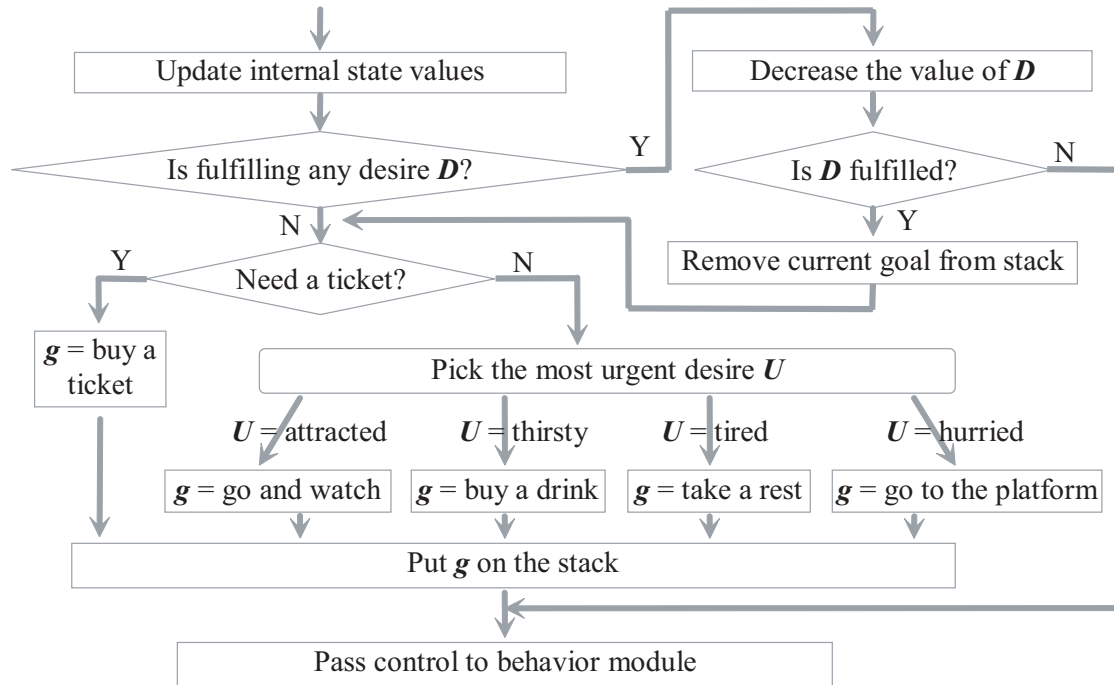 Update internal state values
Decrease the value of D
Y
Is fulfilling any desire D?
Is D fulfilled?
N
N
Y
Y
Need a ticket?
N
Remove current goal from stack
g = buy a
ticket
Pick the most urgent desire U
U = attracted
U = thirsty
U = tired
U = hurried
g = go and watch
g = buy a drink
g = take a rest
g = go to the platform
Put g on the stack
Pass control to behavior module